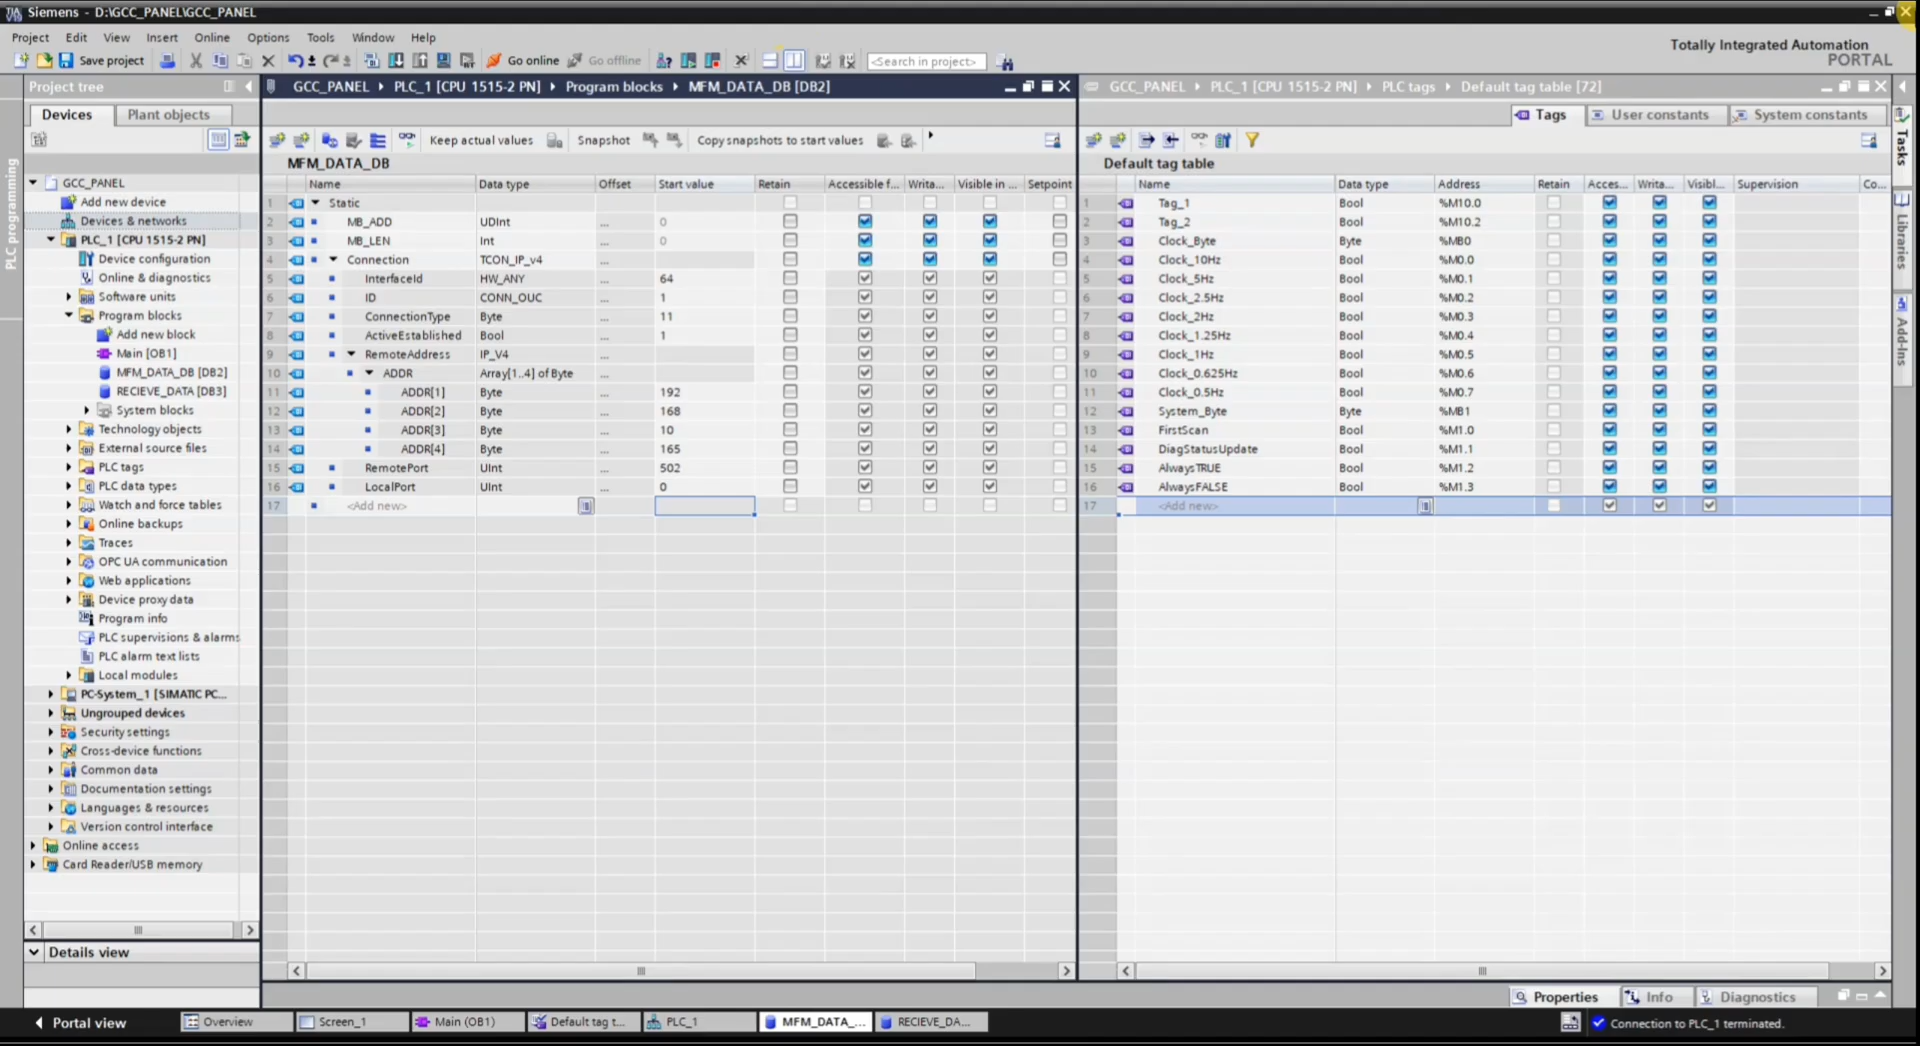 Siemens - D:\GCC_PANEL\GCC_PANEL
Project Edit View Insert Online Options Tools Window Help
Totally Integrated Automation
PORTAL
Save project Go online Go offline <Search in project>
Project tree
GCC_PANEL PLC_1 [CPU 1515-2 PN] Program blocks MFM_DATA_DB [DB2]
GCC_PANEL PLC_1 [CPU 1515-2 PN] PLC tags Default tag table [72]
Devices Plant objects
Tags User constants System constants
Keep actual values Snapshot Copy snapshots to start values
PLC programming
Tasks
Libraries
Add-Ins
GCC_PANEL
Add new device
Devices & networks
PLC_1 [CPU 1515-2 PN]
Device configuration
Online & diagnostics
Software units
Program blocks
Add new block
Main [OB1]
MFM_DATA_DB [DB2]
RECIEVE_DATA [DB3]
System blocks
Technology objects
External source files
PLC tags
PLC data types
Watch and force tables
Online backups
Traces
OPC UA communication
Web applications
Device proxy data
Program info
PLC supervisions & alarms
PLC alarm text lists
Local modules
PC-System_1 [SIMATIC PC...
Ungrouped devices
Security settings
Cross-device functions
Common data
Documentation settings
Languages & resources
Version control interface
Online access
Card Reader/USB memory
Details view
MFM_DATA_DB
Name Data type Offset Start value Retain Accessible f... Writa... Visible in ... Setpoint
1 Static
2 MB_ADD UDInt ... 0
3 MB_LEN Int ... 0
4 Connection TCON_IP_v4 ...
5 InterfaceId HW_ANY ... 64
6 ID CONN_OUC ... 1
7 ConnectionType Byte ... 11
8 ActiveEstablished Bool ... 1
9 RemoteAddress IP_V4 ...
10 ADDR Array[1..4] of Byte ...
11 ADDR[1] Byte ... 192
12 ADDR[2] Byte ... 168
13 ADDR[3] Byte ... 10
14 ADDR[4] Byte ... 165
15 RemotePort UInt ... 502
16 LocalPort UInt ... 0
17 <Add new>
Default tag table
Name Data type Address Retain Acces... Writa... Visibl... Supervision Co...
1 Tag_1 Bool %M10.0
2 Tag_2 Bool %M10.2
3 Clock_Byte Byte %MB0
4 Clock_10Hz Bool %M0.0
5 Clock_5Hz Bool %M0.1
6 Clock_2.5Hz Bool %M0.2
7 Clock_2Hz Bool %M0.3
8 Clock_1.25Hz Bool %M0.4
9 Clock_1Hz Bool %M0.5
10 Clock_0.625Hz Bool %M0.6
11 Clock_0.5Hz Bool %M0.7
12 System_Byte Byte %MB1
13 FirstScan Bool %M1.0
14 DiagStatusUpdate Bool %M1.1
15 AlwaysTRUE Bool %M1.2
16 AlwaysFALSE Bool %M1.3
17 <Add new>
Properties Info Diagnostics
Portal view Overview Screen_1 Main (OB1) Default tag t... PLC_1 MFM_DATA_... RECIEVE_DA... Connection to PLC_1 terminated.